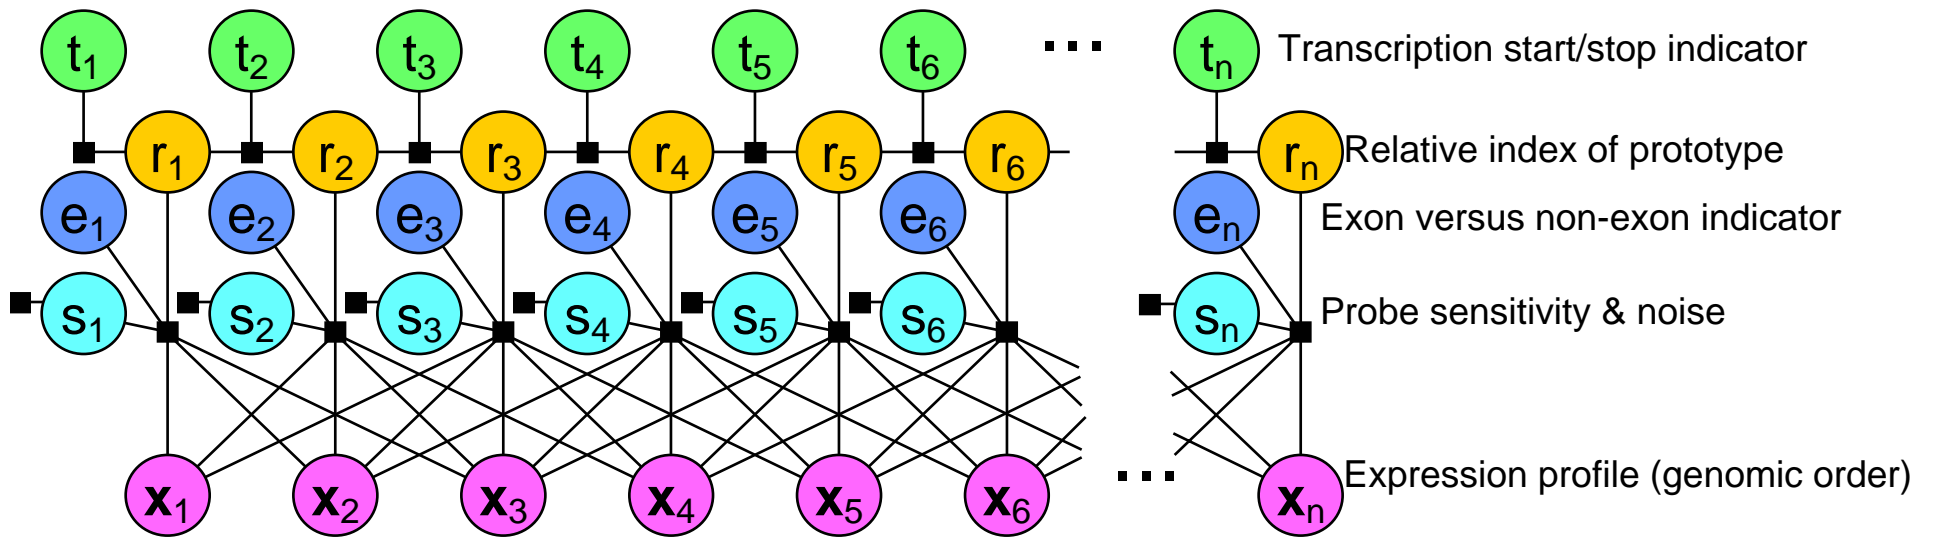 t1 t2 t3 t4 t5 t6 ... tn Transcription start/stop indicator
r1 r2 r3 r4 r5 r6 rn Relative index of prototype
e1 e2 e3 e4 e5 e6 en Exon versus non-exon indicator
s1 s2 s3 s4 s5 s6 sn Probe sensitivity & noise
x1 x2 x3 x4 x5 x6 ... xn Expression profile (genomic order)